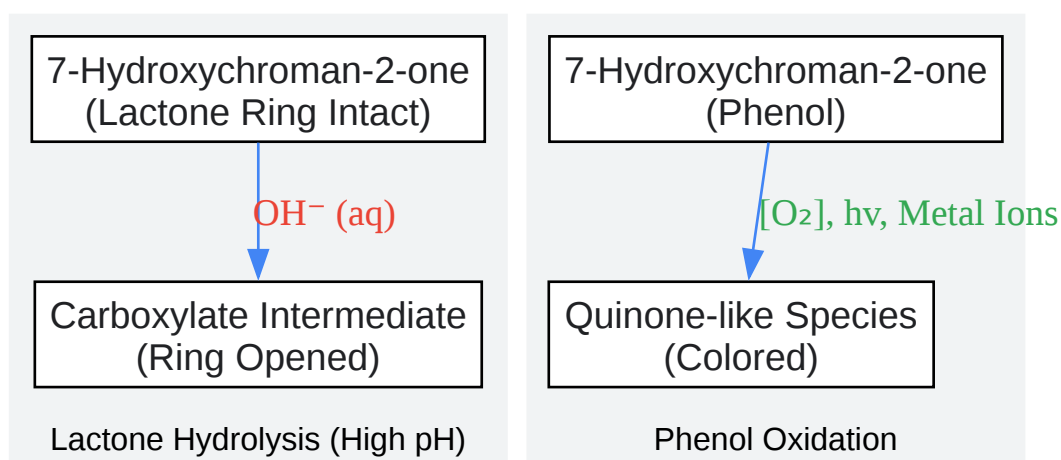 7-Hydroxychroman-2-one
(Lactone Ring Intact)
OH⁻ (aq)
Carboxylate Intermediate
(Ring Opened)
Lactone Hydrolysis (High pH)
7-Hydroxychroman-2-one
(Phenol)
[O₂], hv, Metal Ions
Quinone-like Species
(Colored)
Phenol Oxidation